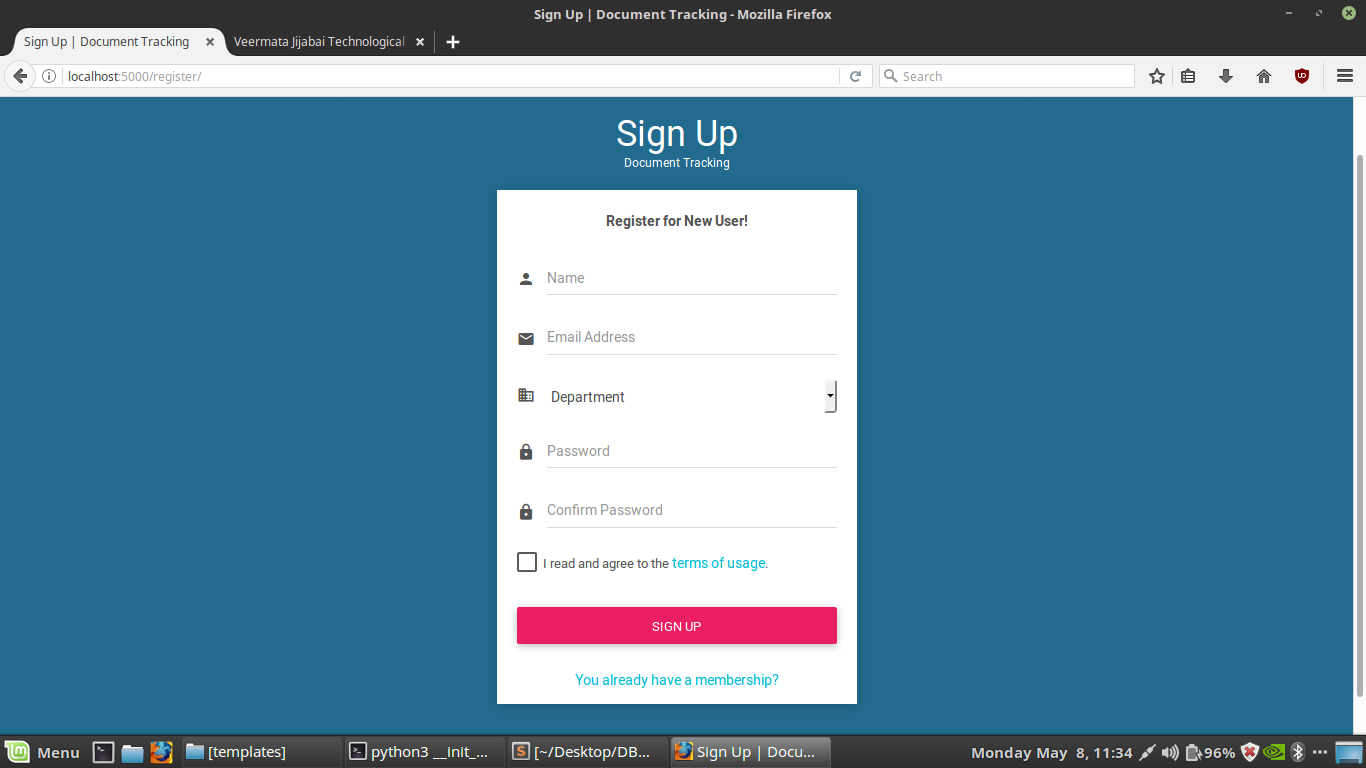 Sign Up | Document Tracking - Mozilla Firefox
Sign Up | Document Tracking
Veermata Jijabai Technological
localhost:5000/register/
Search
Sign Up
Document Tracking
Register for New User!
Name
Email Address
Department
Password
Confirm Password
I read and agree to the terms of usage.
SIGN UP
You already have a membership?
Menu
[templates]
python3 __init_...
[~/Desktop/DB...
Sign Up | Docu...
Monday May 8, 11:34
96%